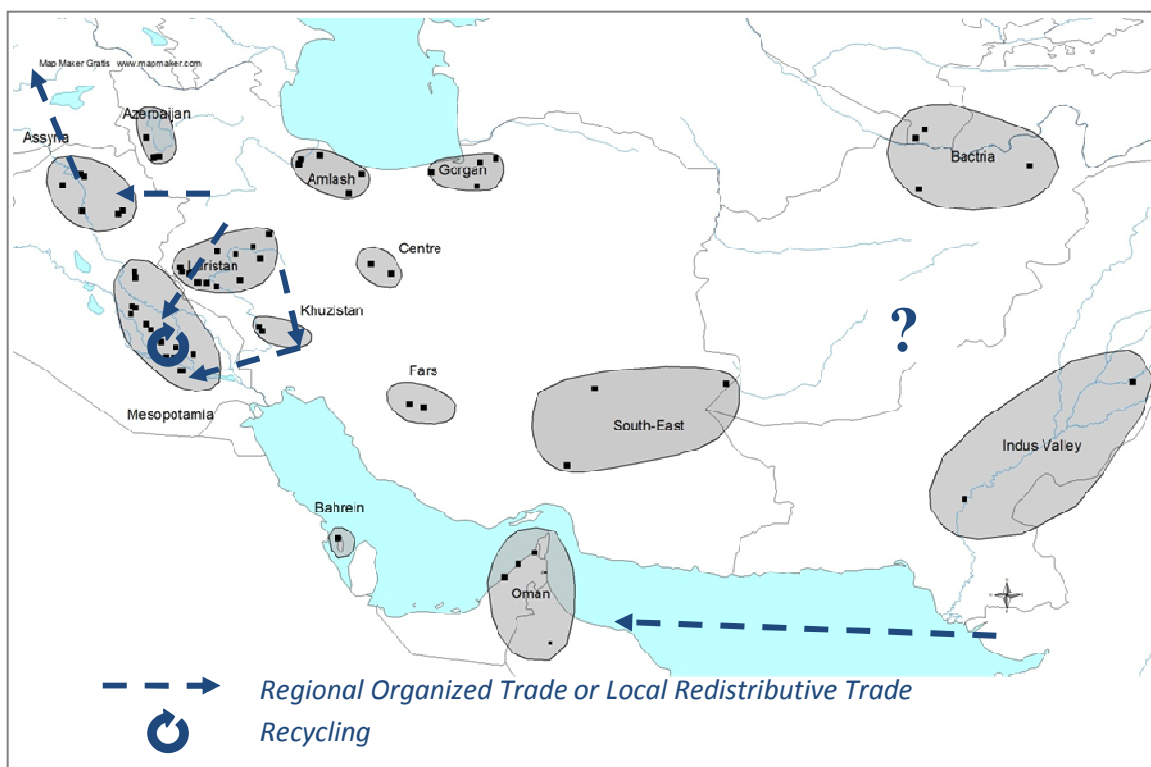 Map Maker Gratis www.mapmaker.com
Azerbaijan
Assyria
Amlash
Gorgan
Bactria
Luristan
Centre
Khuzistan
?
Fars
Mesopotamia
South-East
Indus Valley
Bahrein
Oman
Regional Organized Trade or Local Redistributive Trade
Recycling